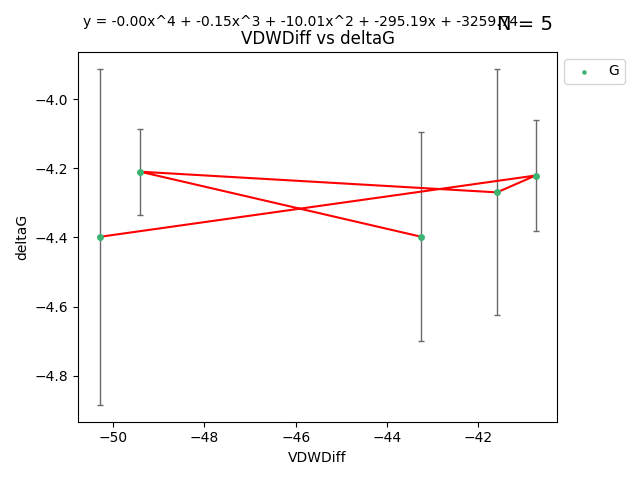 y = -0.00x^4 + -0.15x^3 + -10.01x^2 + -295.19x + -3259.74
N = 5
VDWDiff vs deltaG
G
−4.0
−4.2
−4.4
−4.6
−4.8
deltaG
−50
−48
−46
−44
−42
VDWDiff